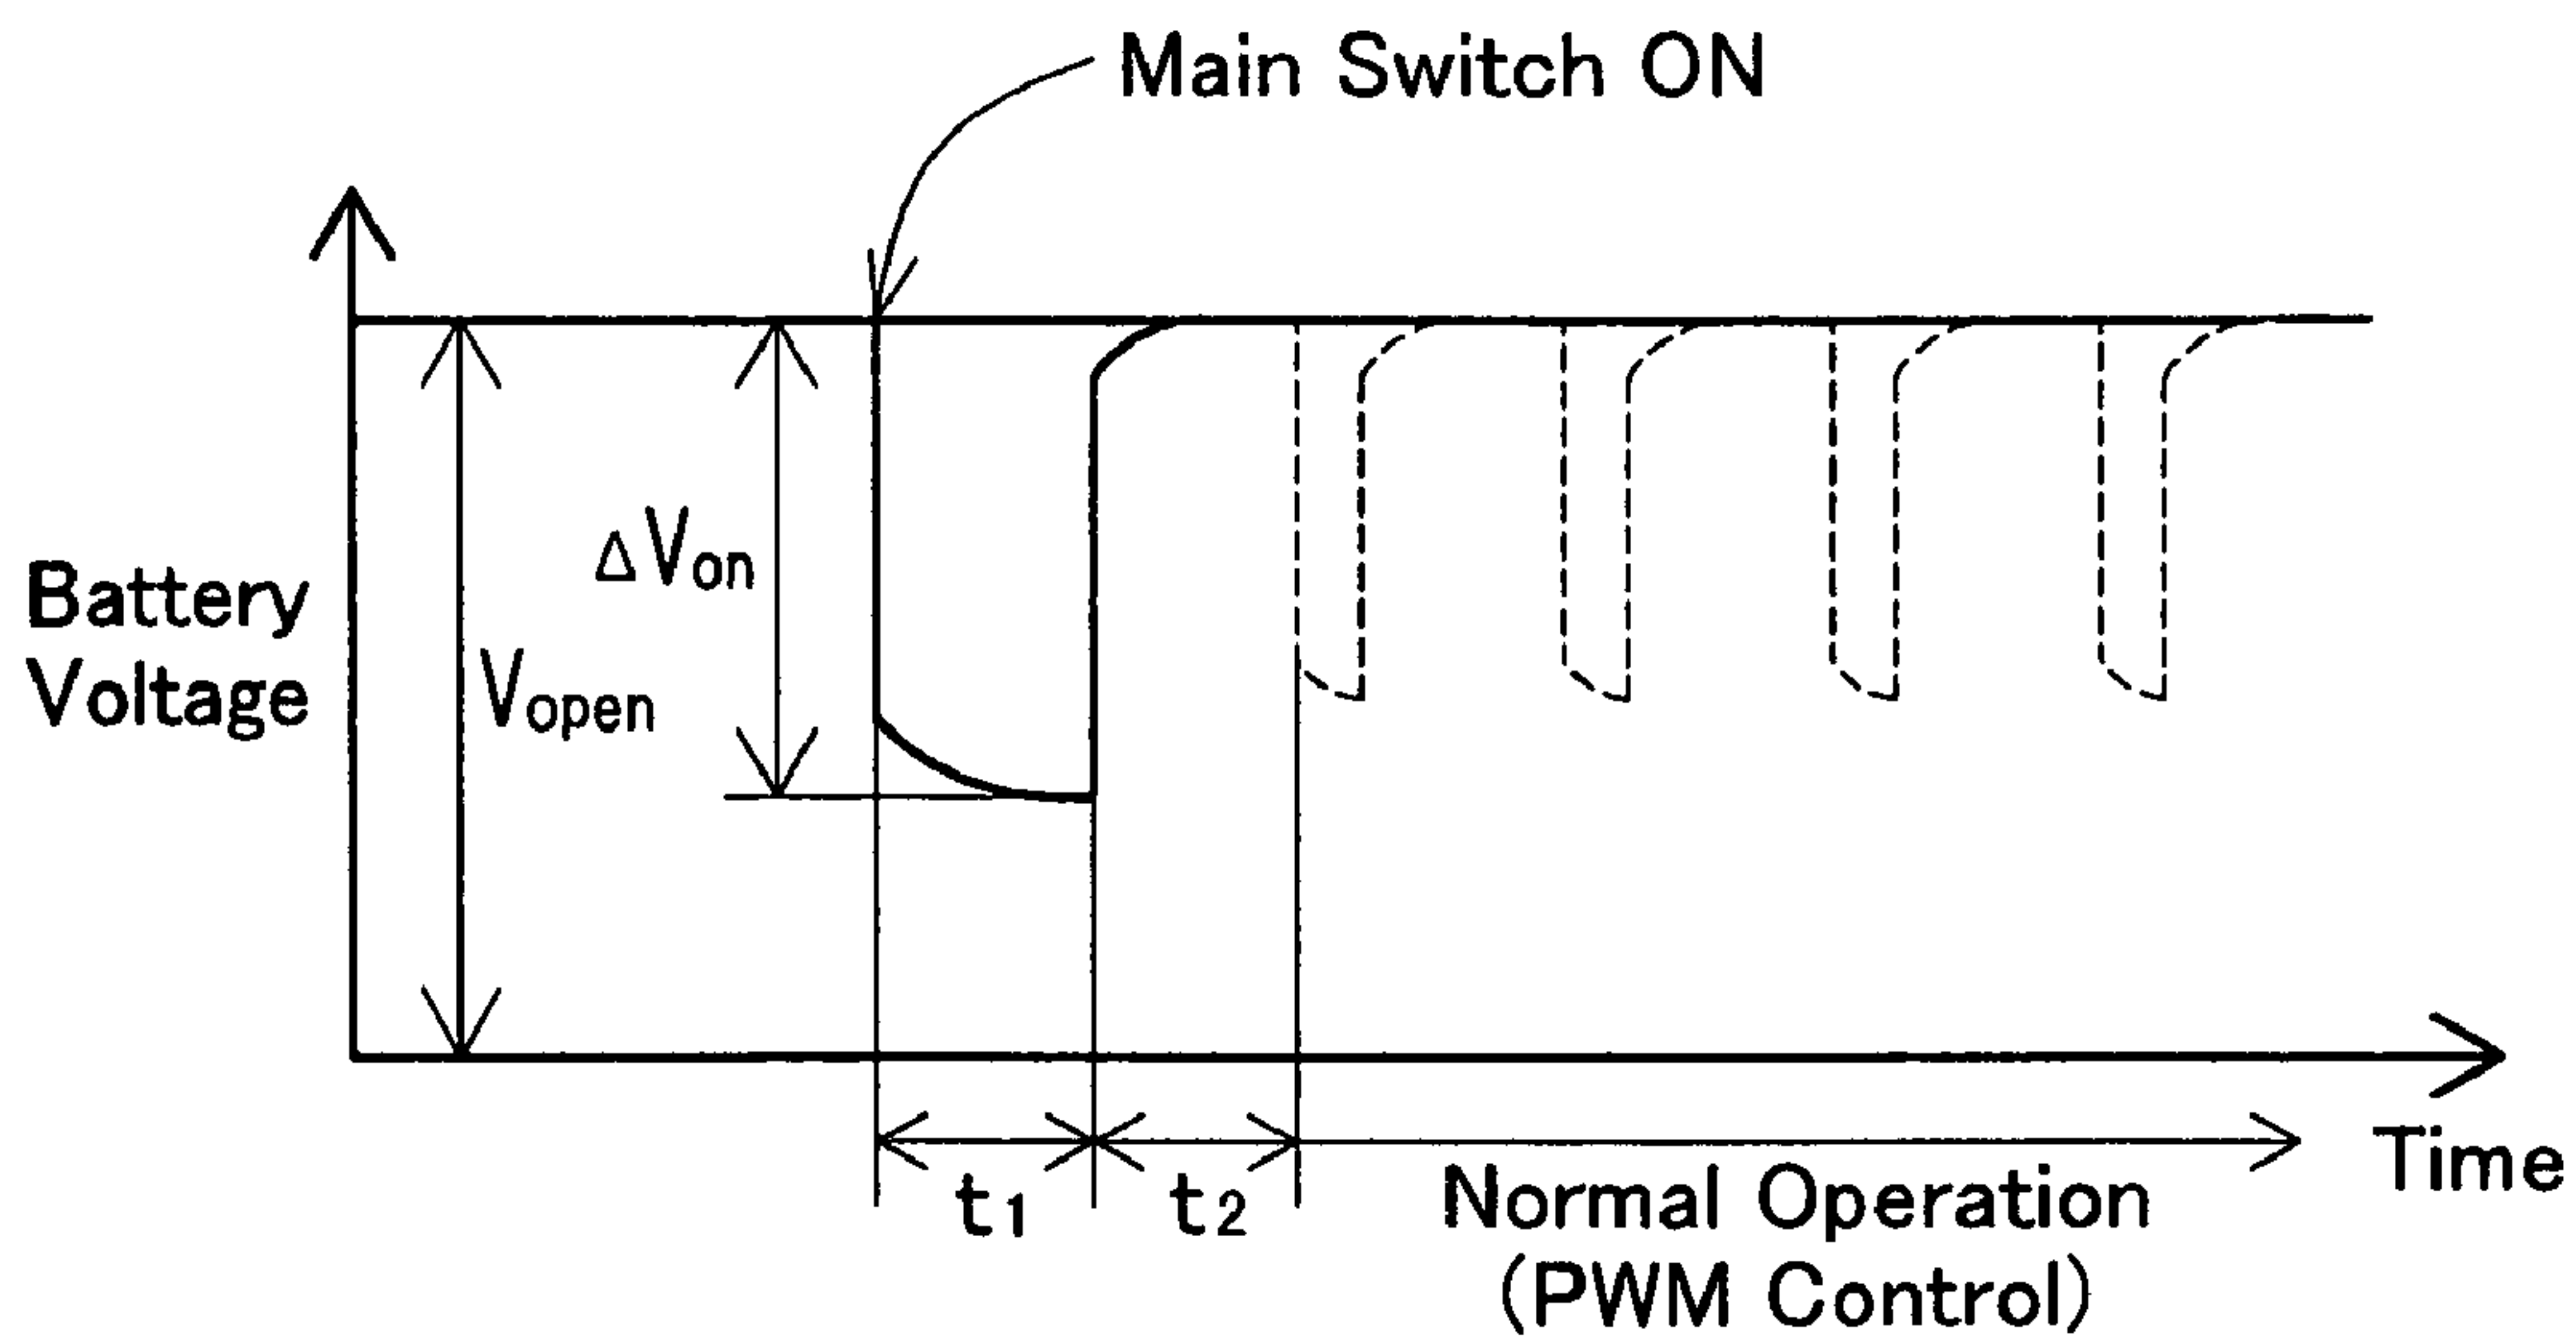 Main Switch ON
ΔVon
Battery
Voltage
Vopen
t1
t2
Time
Normal Operation
(PWM Control)